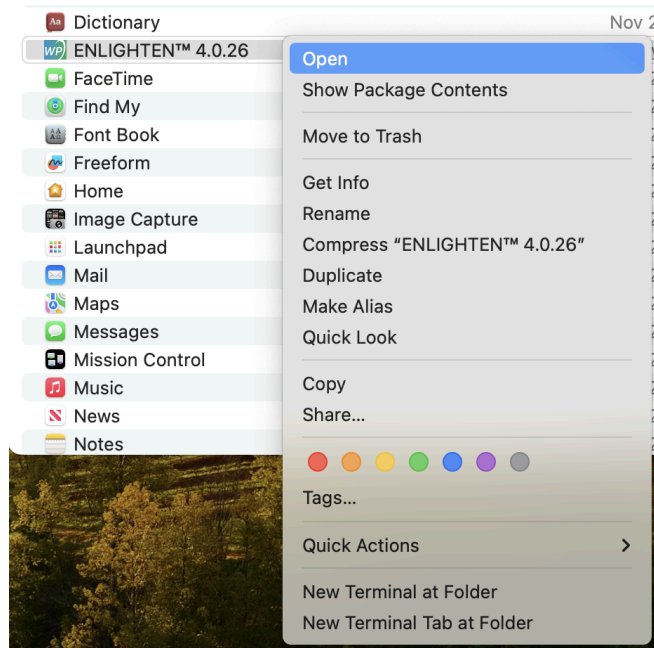 Dictionary
Nov 2
ENLIGHTEN™ 4.0.26
FaceTime
Find My
Font Book
Freeform
Home
Image Capture
Launchpad
Mail
Maps
Messages
Mission Control
Music
News
Notes
Open
Show Package Contents
Move to Trash
Get Info
Rename
Compress “ENLIGHTEN™ 4.0.26”
Duplicate
Make Alias
Quick Look
Copy
Share...
Tags...
Quick Actions
New Terminal at Folder
New Terminal Tab at Folder